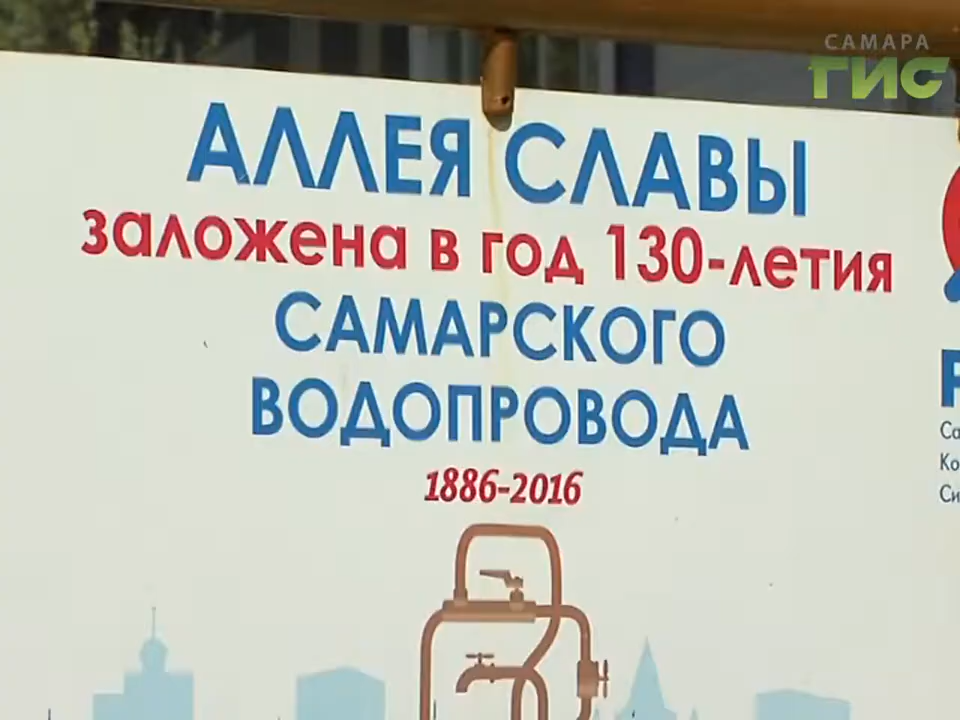 САМАРА
ГИС
АЛЛЕЯ СЛАВЫ
заложена в год 130-летия
САМАРСКОГО
ВОДОПРОВОДА
1886-2016